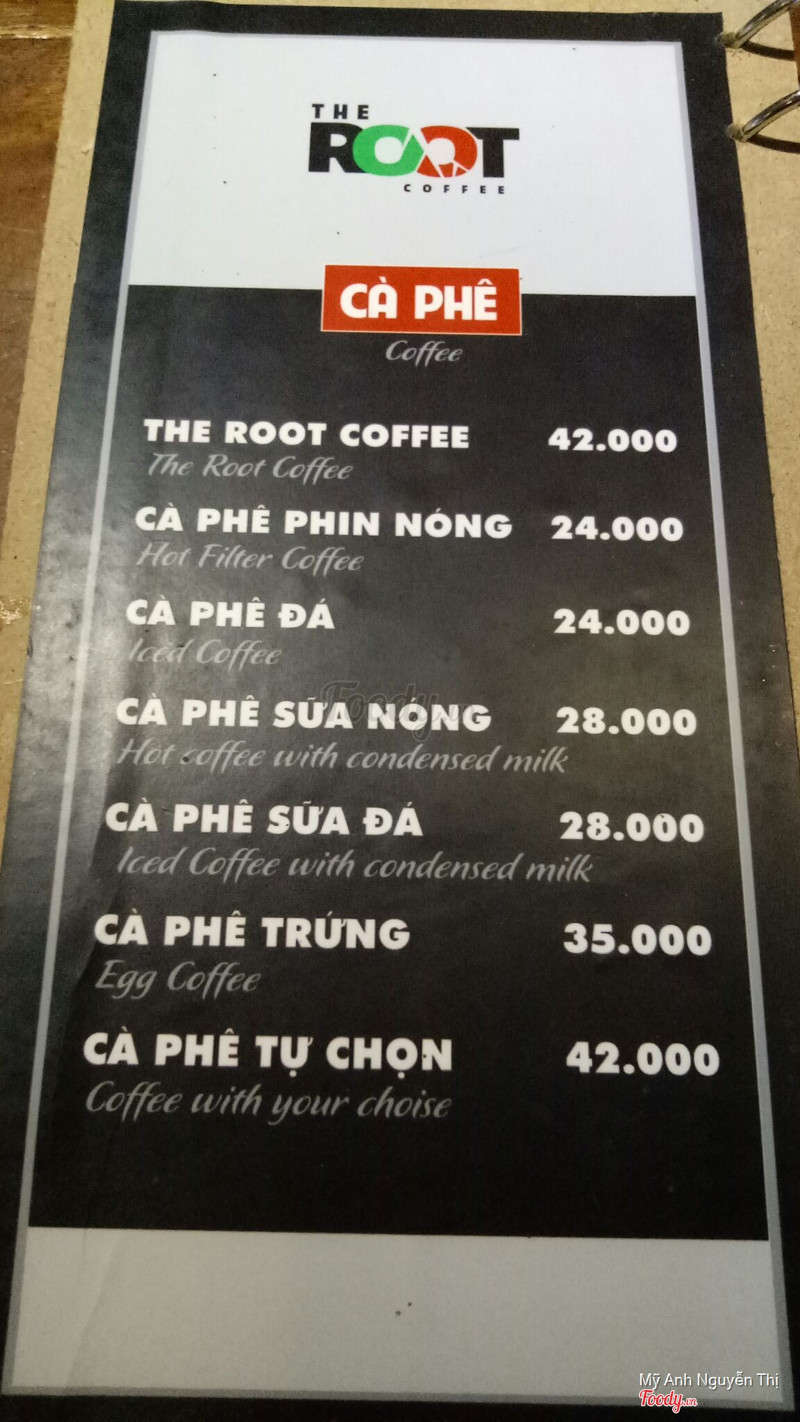 THE
ROOT
COFFEE
CÀ PHÊ
Coffee
THE ROOT COFFEE 42.000
The Root Coffee
CÀ PHÊ PHIN NÓNG 24.000
Hot Filter Coffee
CÀ PHÊ ĐÁ 24.000
Iced Coffee
Foody.vn
CÀ PHÊ SỮA NÓNG 28.000
Hot coffee with condensed milk
CÀ PHÊ SỮA ĐÁ 28.000
Iced Coffee with condensed milk
CÀ PHÊ TRỨNG 35.000
Egg Coffee
CÀ PHÊ TỰ CHỌN 42.000
Coffee with your choise
Mỹ Anh Nguyễn Thị
Foody.vn